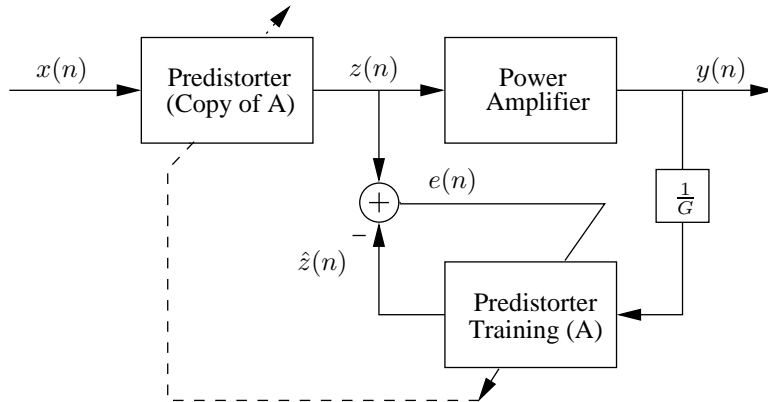 x(n)
Predistorter
(Copy of A)
z(n)
Power
Amplifier
y(n)
+
e(n)
1/G
−
ẑ(n)
Predistorter
Training (A)